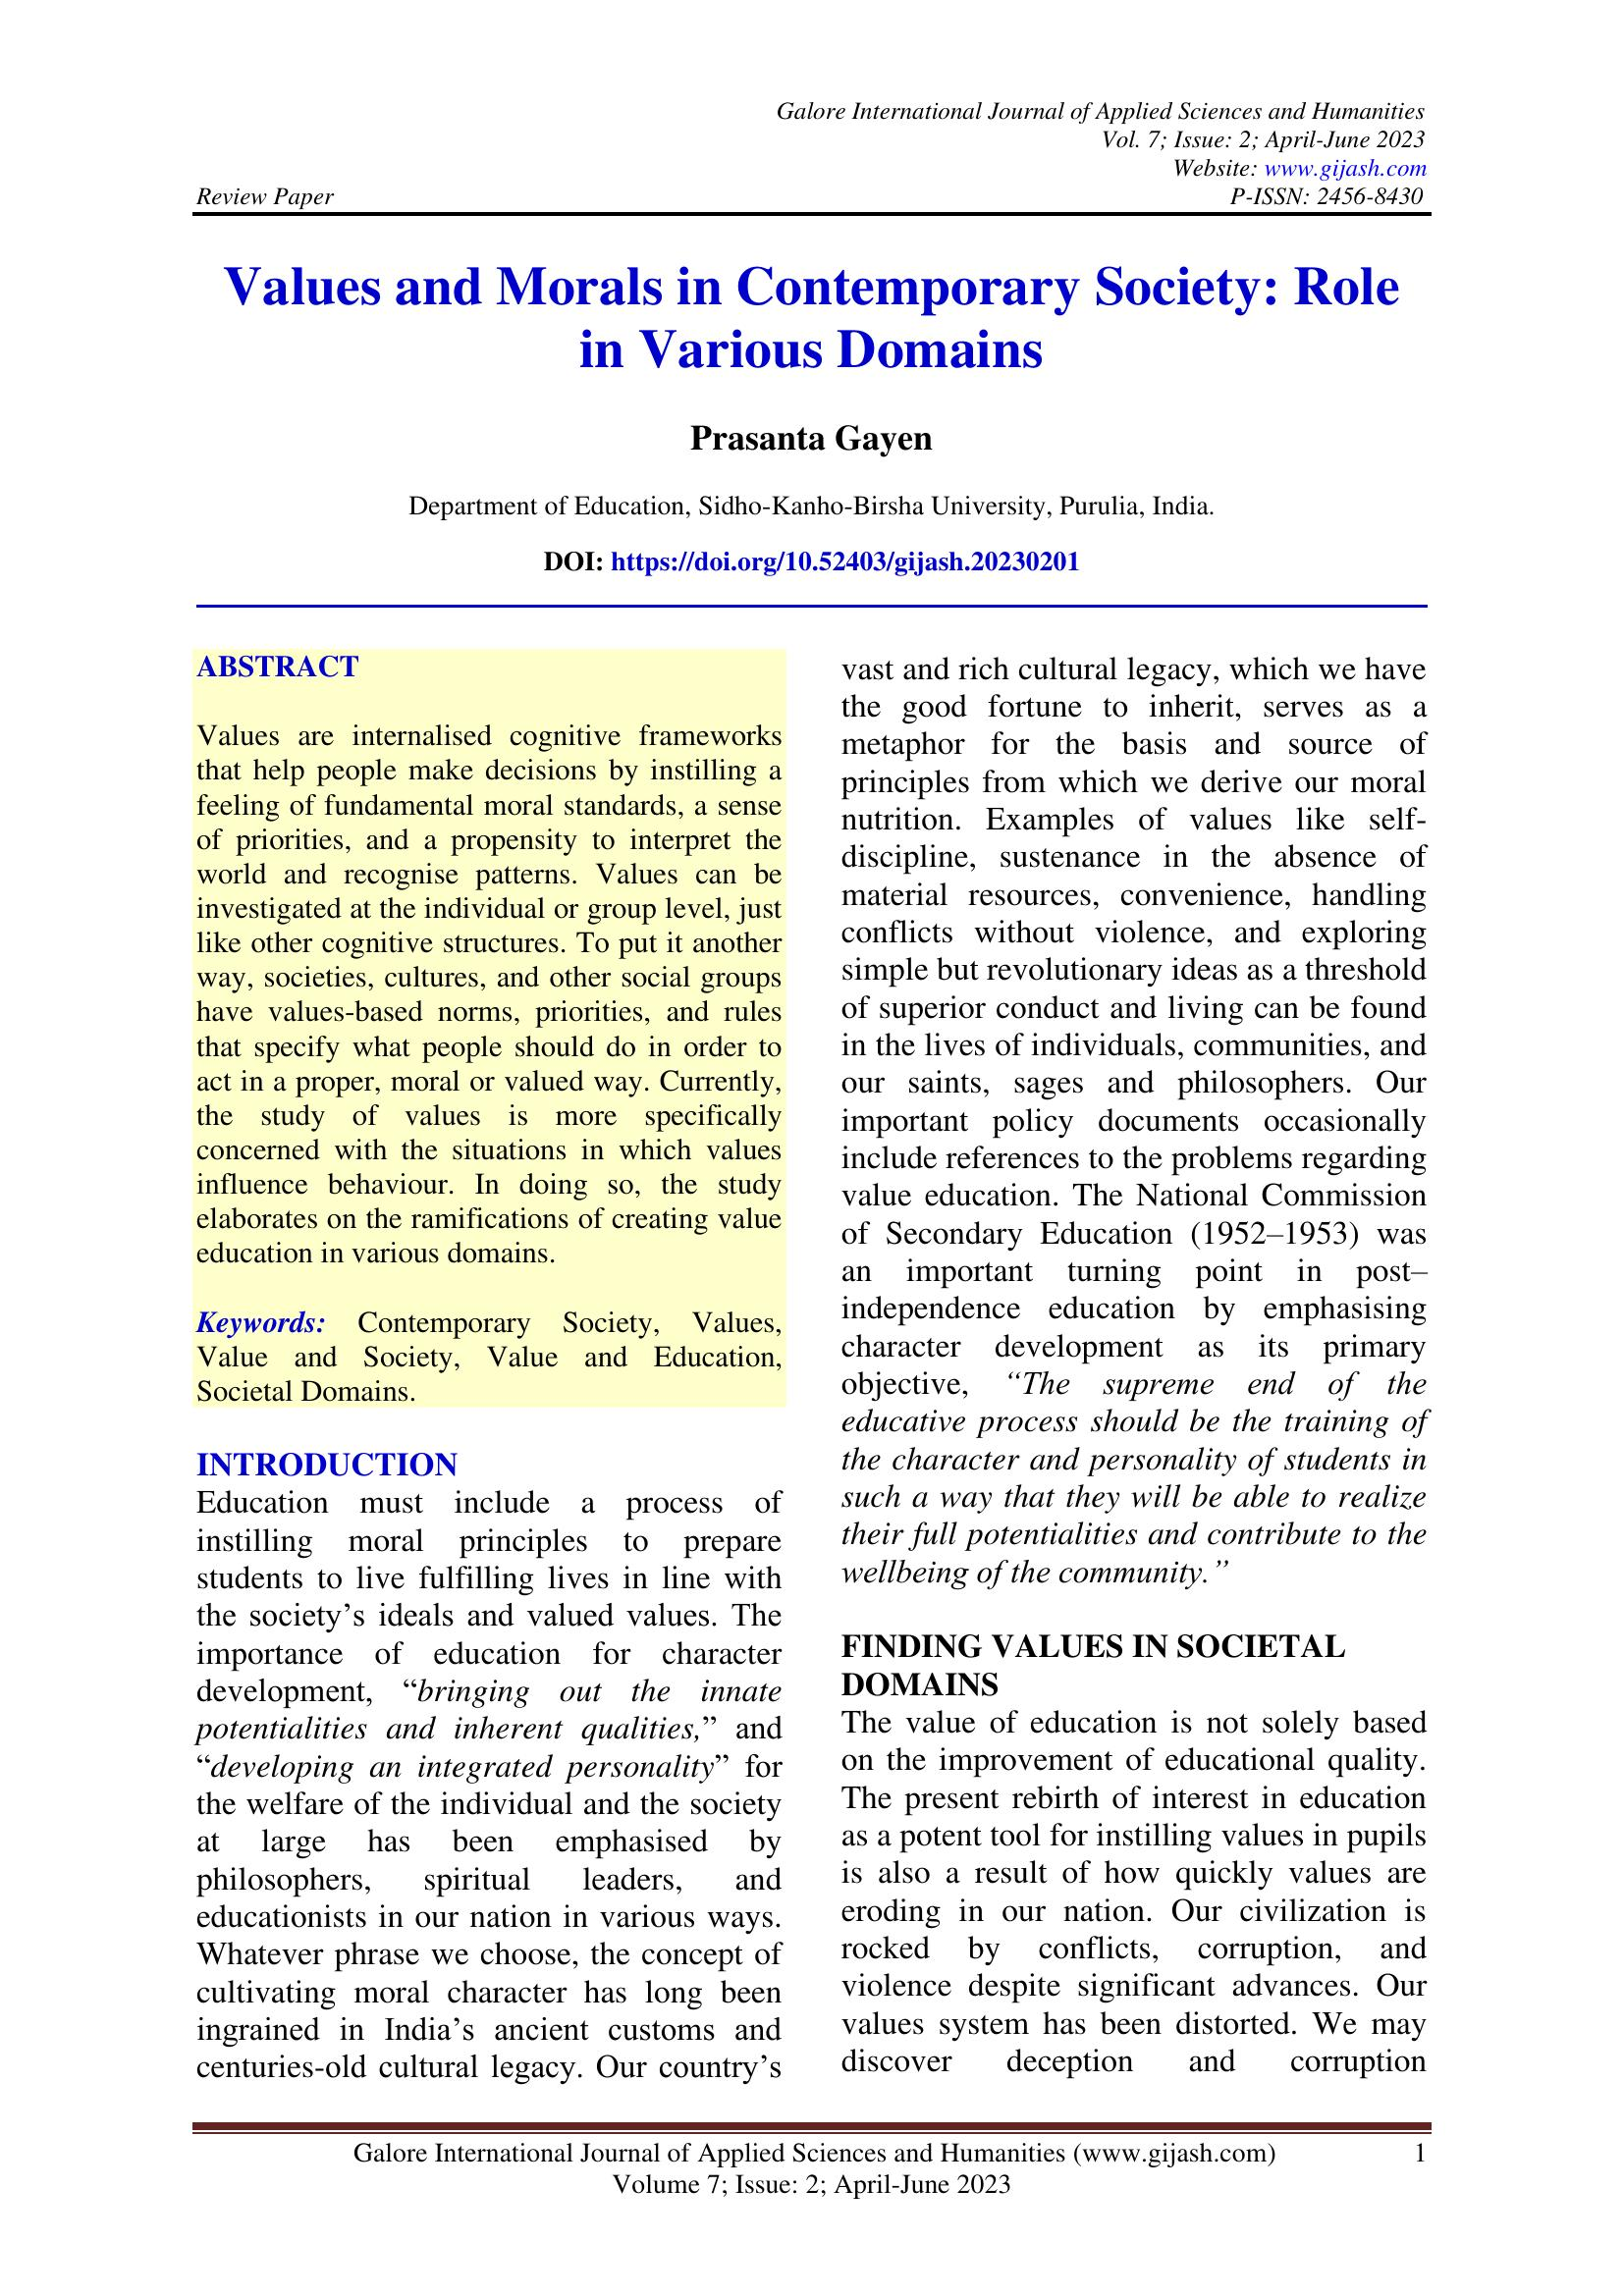 Galore International Journal of Applied Sciences and Humanities
Vol. 7; Issue: 2; April-June 2023
Website: www.gijash.com
Review Paper P-ISSN: 2456-8430
Values and Morals in Contemporary Society: Role
in Various Domains
Prasanta Gayen
Department of Education, Sidho-Kanho-Birsha University, Purulia, India.
DOI: https://doi.org/10.52403/gijash.20230201
ABSTRACT
Values are internalised cognitive frameworks
that help people make decisions by instilling a
feeling of fundamental moral standards, a sense
of priorities, and a propensity to interpret the
world and recognise patterns. Values can be
investigated at the individual or group level, just
like other cognitive structures. To put it another
way, societies, cultures, and other social groups
have values-based norms, priorities, and rules
that specify what people should do in order to
act in a proper, moral or valued way. Currently,
the study of values is more specifically
concerned with the situations in which values
influence behaviour. In doing so, the study
elaborates on the ramifications of creating value
education in various domains.
Keywords: Contemporary Society, Values,
Value and Society, Value and Education,
Societal Domains.
INTRODUCTION
Education must include a process of
instilling moral principles to prepare
students to live fulfilling lives in line with
the society’s ideals and valued values. The
importance of education for character
development, “bringing out the innate
potentialities and inherent qualities,” and
“developing an integrated personality” for
the welfare of the individual and the society
at large has been emphasised by
philosophers, spiritual leaders, and
educationists in our nation in various ways.
Whatever phrase we choose, the concept of
cultivating moral character has long been
ingrained in India’s ancient customs and
centuries-old cultural legacy. Our country’s
vast and rich cultural legacy, which we have
the good fortune to inherit, serves as a
metaphor for the basis and source of
principles from which we derive our moral
nutrition. Examples of values like self-
discipline, sustenance in the absence of
material resources, convenience, handling
conflicts without violence, and exploring
simple but revolutionary ideas as a threshold
of superior conduct and living can be found
in the lives of individuals, communities, and
our saints, sages and philosophers. Our
important policy documents occasionally
include references to the problems regarding
value education. The National Commission
of Secondary Education (1952–1953) was
an important turning point in post–
independence education by emphasising
character development as its primary
objective, “The supreme end of the
educative process should be the training of
the character and personality of students in
such a way that they will be able to realize
their full potentialities and contribute to the
wellbeing of the community.”
FINDING VALUES IN SOCIETAL
DOMAINS
The value of education is not solely based
on the improvement of educational quality.
The present rebirth of interest in education
as a potent tool for instilling values in pupils
is also a result of how quickly values are
eroding in our nation. Our civilization is
rocked by conflicts, corruption, and
violence despite significant advances. Our
values system has been distorted. We may
discover deception and corruption
Galore International Journal of Applied Sciences and Humanities (www.gijash.com) 1
Volume 7; Issue: 2; April-June 2023